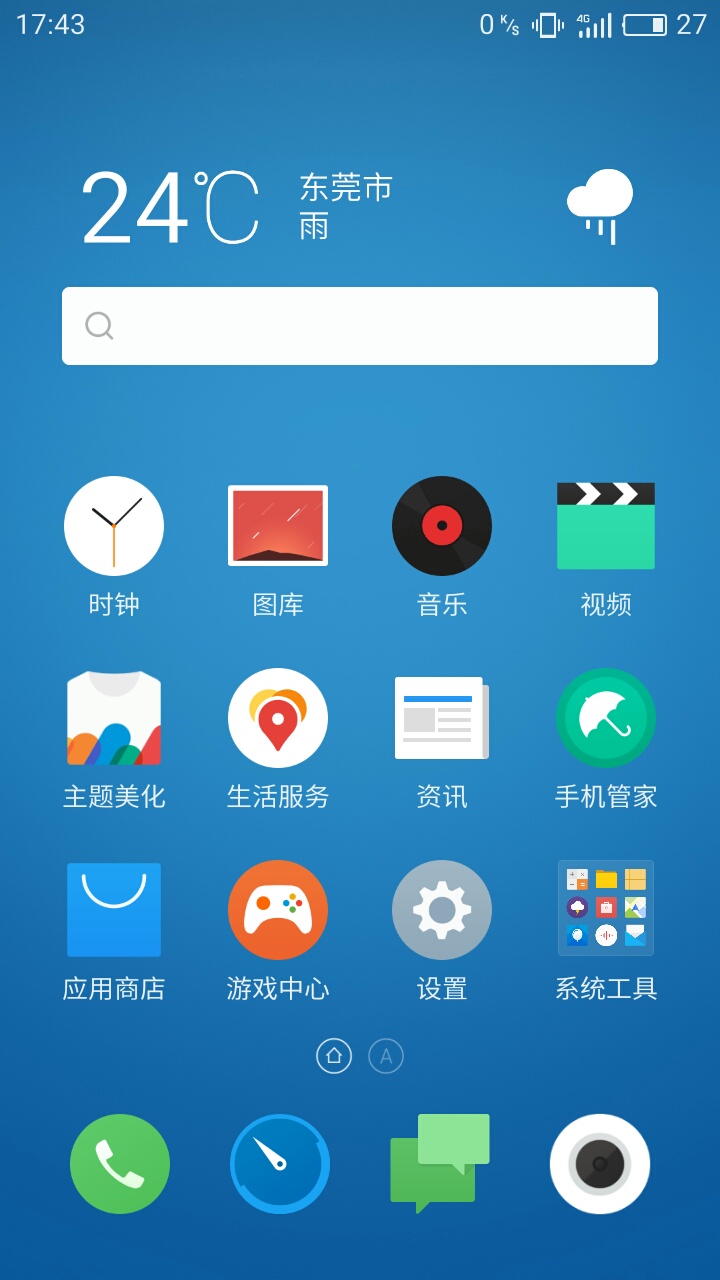 17:43 0 K/s 4G 27
24℃
东莞市
雨
时钟 图库 音乐 视频
主题美化 生活服务 资讯 手机管家
应用商店 游戏中心 设置 系统工具
A